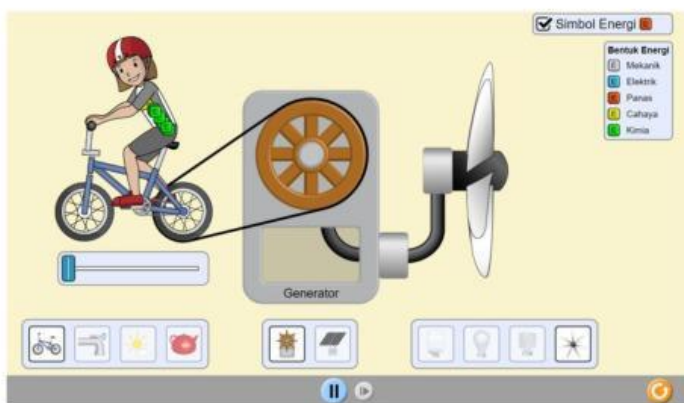 Simbol Energi E
Bentuk Energi
E Mekanik
E Elektrik
E Panas
E Cahaya
E Kimia
Generator